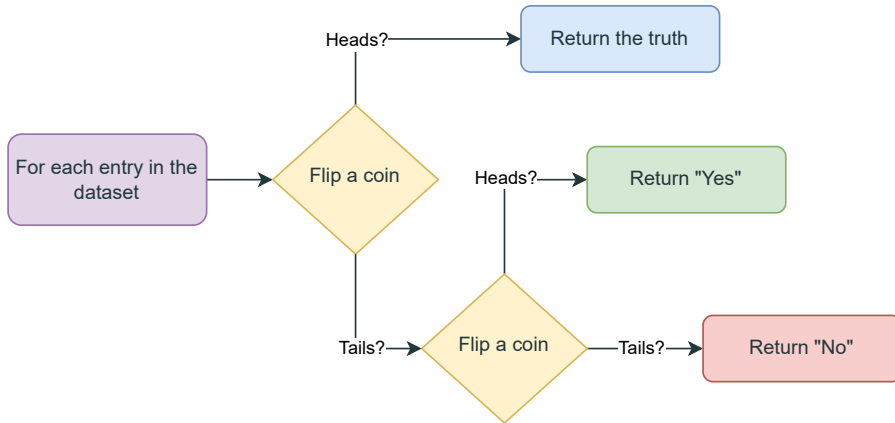 Heads?
Return the truth
For each entry in the
dataset
Flip a coin
Heads?
Return "Yes"
Tails?
Flip a coin
Tails?
Return "No"